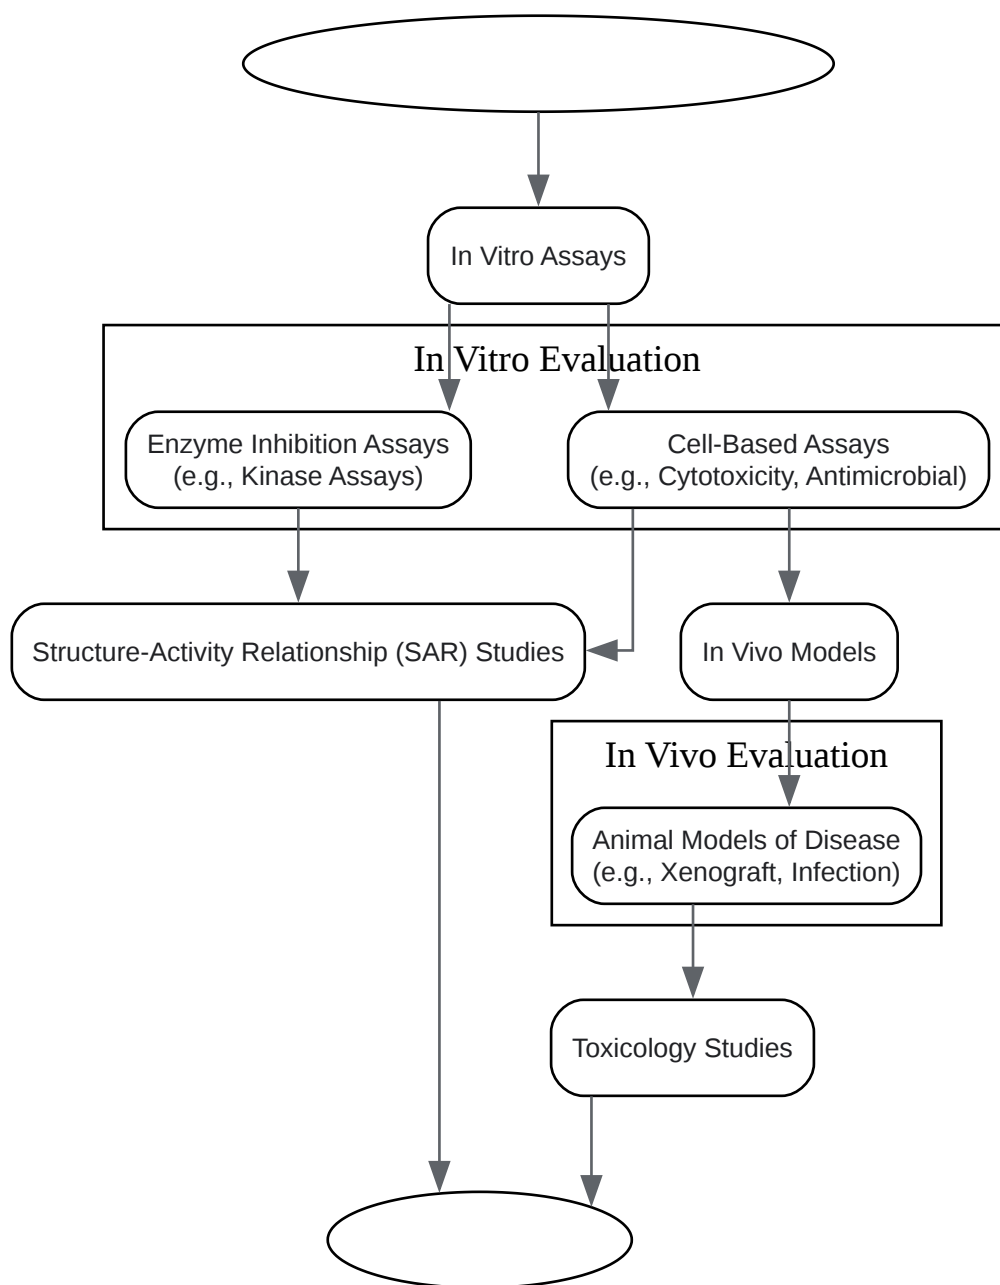 In Vitro Assays
In Vitro Evaluation
Enzyme Inhibition Assays
(e.g., Kinase Assays)
Cell-Based Assays
(e.g., Cytotoxicity, Antimicrobial)
Structure-Activity Relationship (SAR) Studies
In Vivo Models
In Vivo Evaluation
Animal Models of Disease
(e.g., Xenograft, Infection)
Toxicology Studies